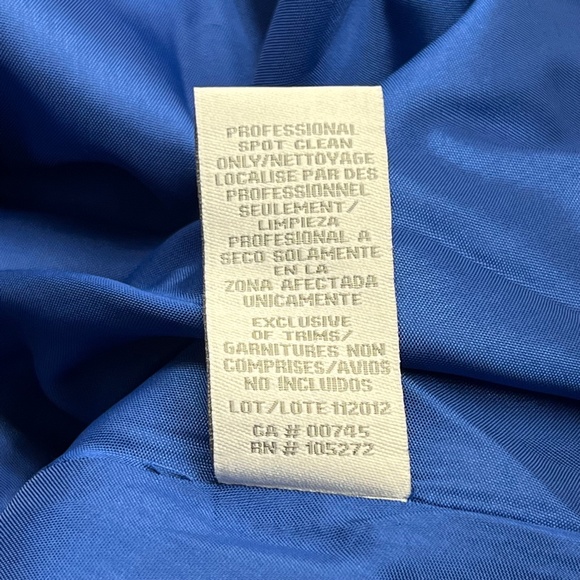 PROFESSIONAL
SPOT CLEAN
ONLY/NETTOYAGE
LOCALISE PAR DES
PROFESSIONNEL
SEULEMENT/
LIMPIEZA
PROFESIONAL A
SECO SOLAMENTE
EN LA
ZONA AFECTADA
UNICAMENTE
EXCLUSIVE
OF TRIMS/
GARNITURES NON
COMPRISES/AVIOS
NO INCLUIDOS
LOT/LOTE 112012
CA # 00745
RN # 105272